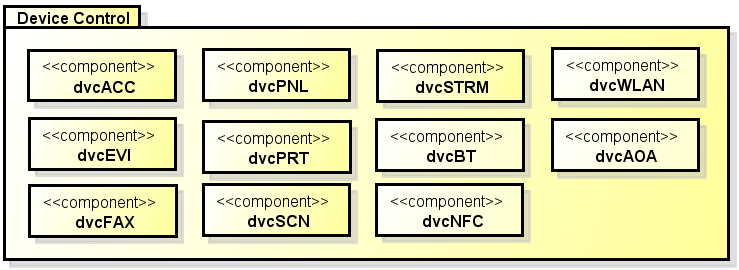 Device Control
<<component>>
dvcACC
<<component>>
dvcPNL
<<component>>
dvcSTRM
<<component>>
dvcWLAN
<<component>>
dvcEVI
<<component>>
dvcPRT
<<component>>
dvcBT
<<component>>
dvcAOA
<<component>>
dvcFAX
<<component>>
dvcSCN
<<component>>
dvcNFC